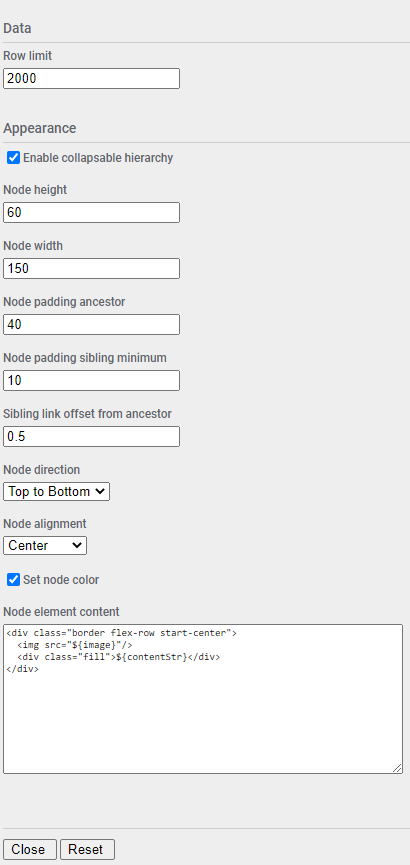 Data
Row limit
2000
Appearance
Enable collapsable hierarchy
Node height
60
Node width
150
Node padding ancestor
40
Node padding sibling minimum
10
Sibling link offset from ancestor
0.5
Node direction
Top to Bottom
Node alignment
Center
Set node color
Node element content
<div class="border flex-row start-center">
  <img src="${image}"/>
  <div class="fill">${contentStr}</div>
</div>
Close Reset